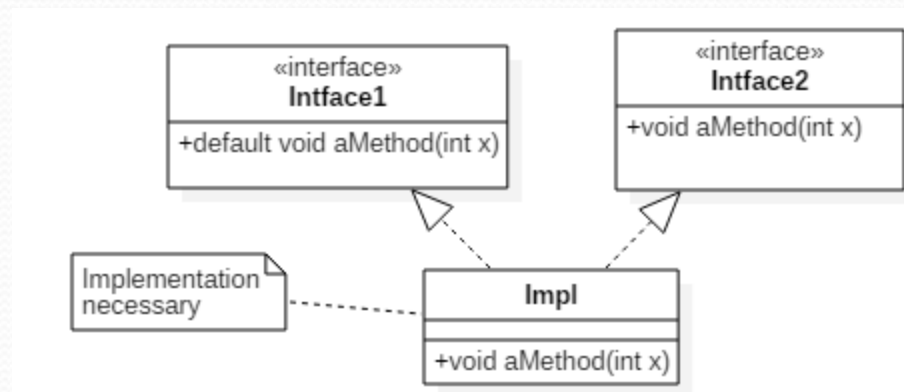 «interface»
Intface1
+default void aMethod(int x)
«interface»
Intface2
+void aMethod(int x)
Implementation
necessary
Impl
+void aMethod(int x)